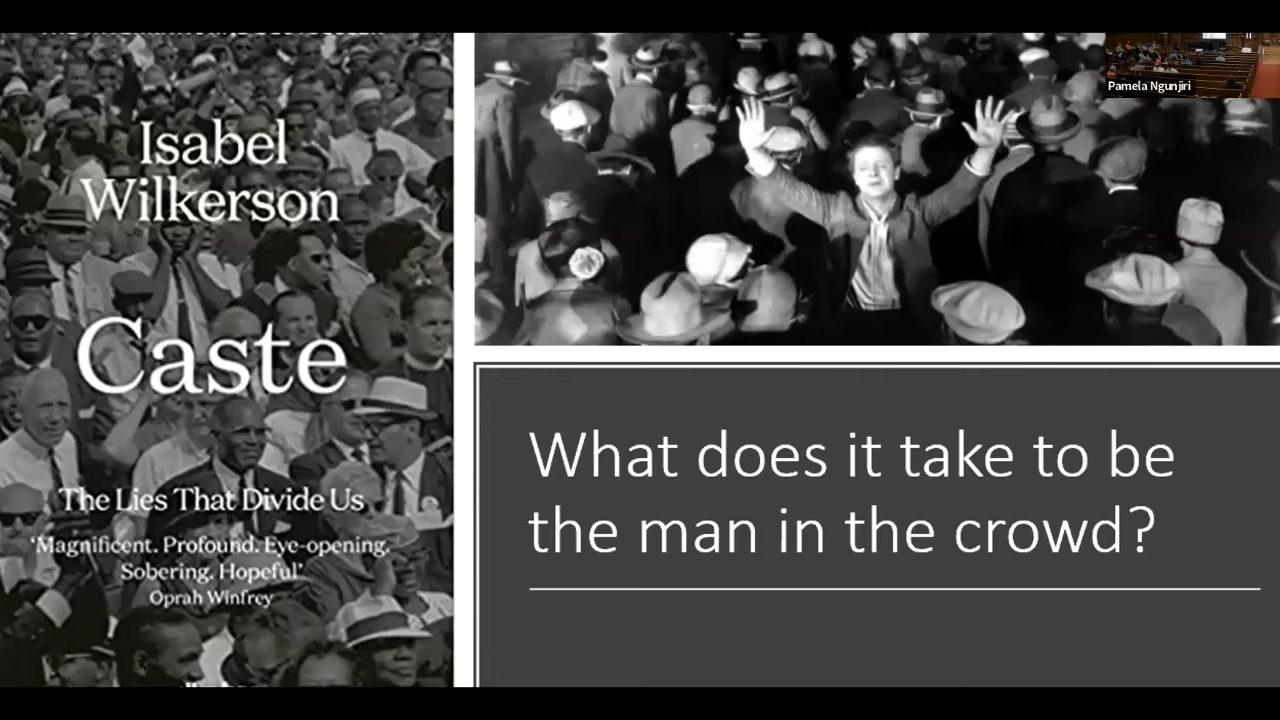 Isabel
Wilkerson
Caste
The Lies That Divide Us
‘Magnificent. Profound. Eye-opening.
Sobering. Hopeful’
Oprah Winfrey
Pamela Ngunjiri
What does it take to be
the man in the crowd?